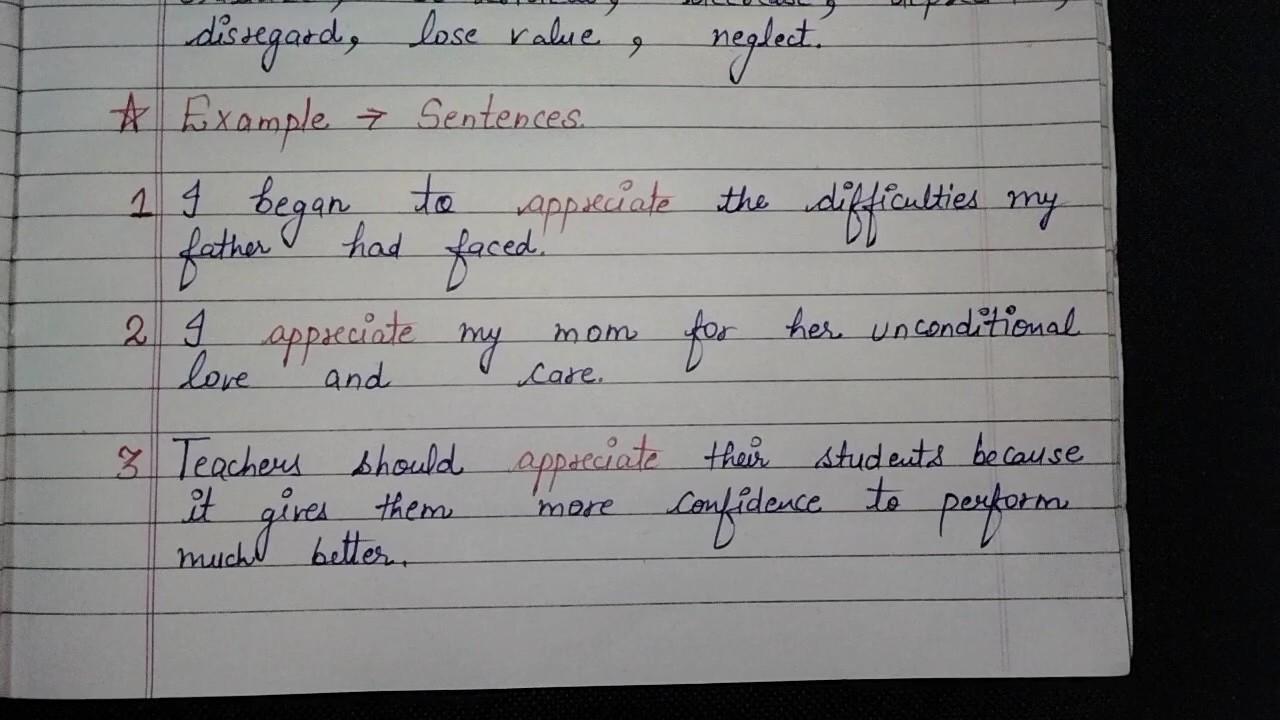 disregard, lose value, neglect.
☆ Example → Sentences.
1 I began to appreciate the difficulties my
father had faced.
2 I appreciate my mom for her unconditional
love and care.
3 Teachers should appreciate their students because
it gives them more confidence to perform
much better.